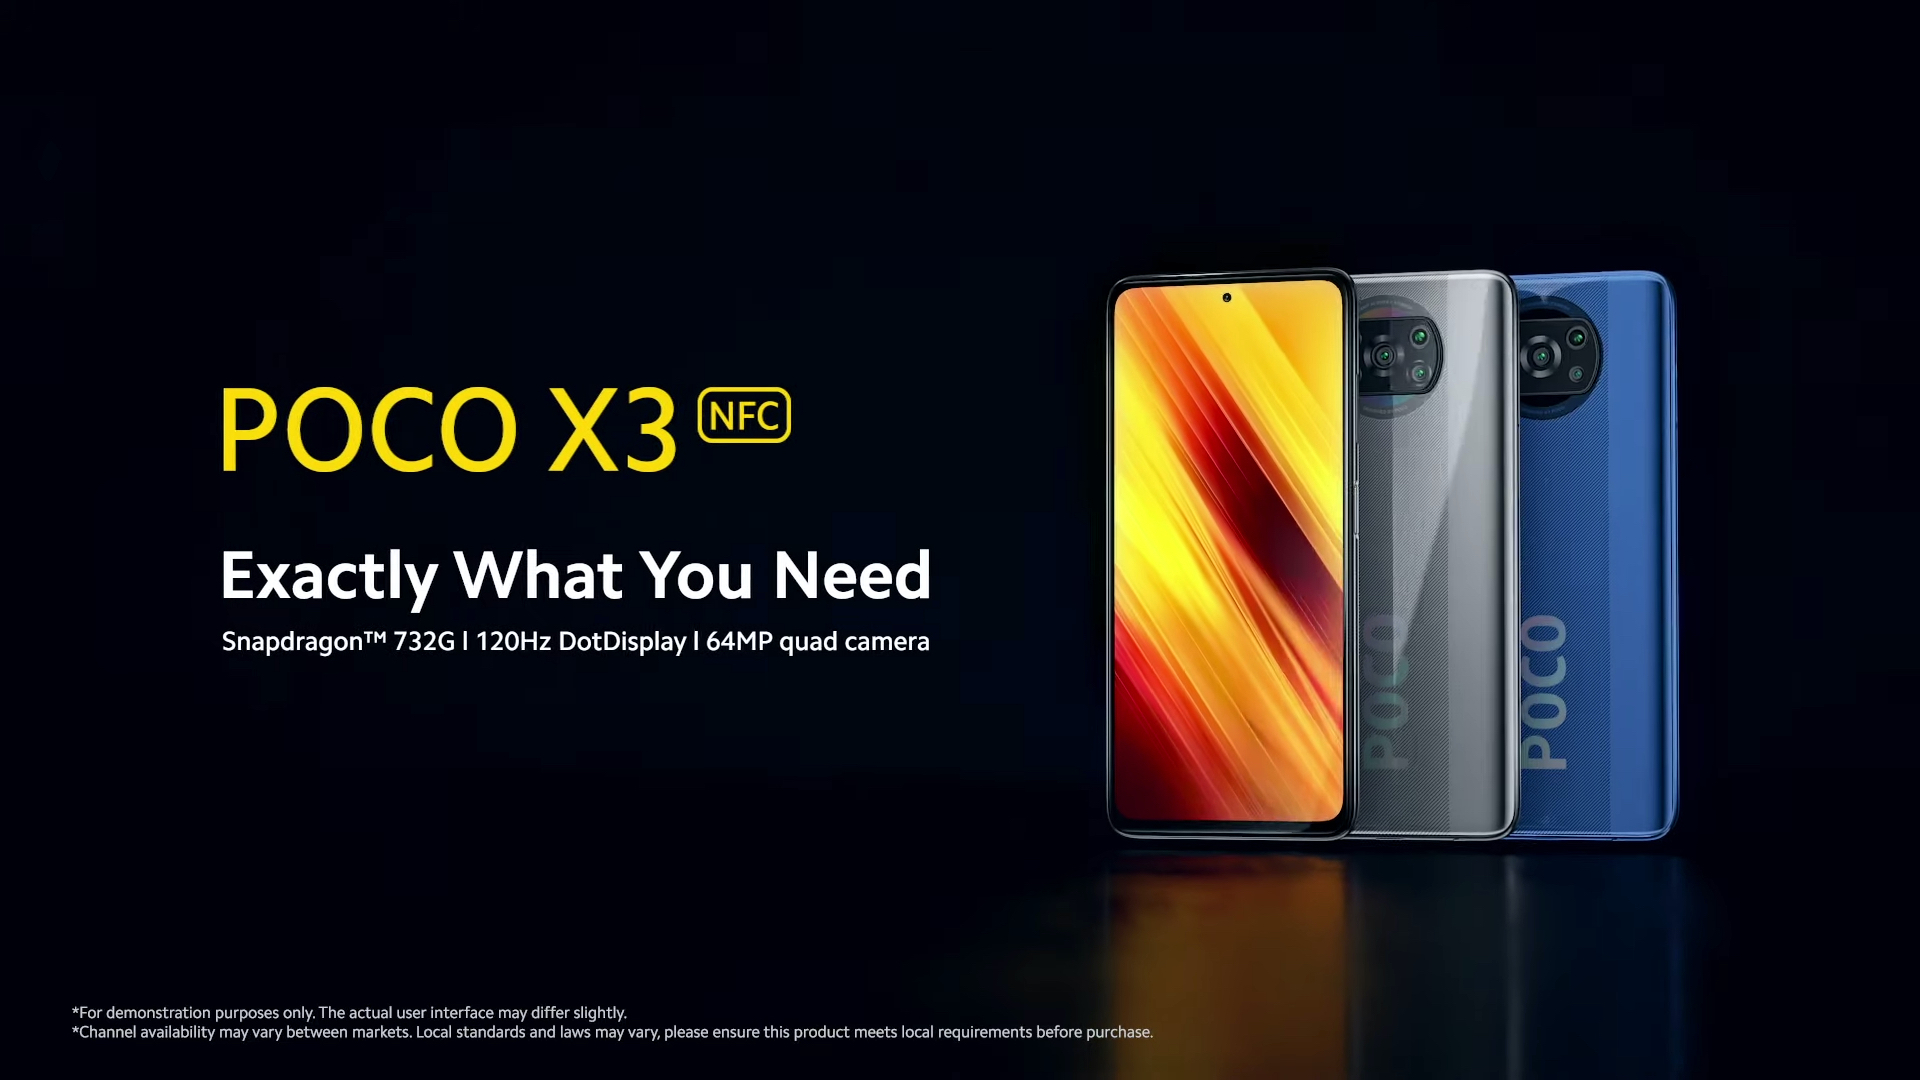 POCO X3 NFC
Exactly What You Need
Snapdragon™ 732G | 120Hz DotDisplay | 64MP quad camera
POCO
POCO
*For demonstration purposes only. The actual user interface may differ slightly.
*Channel availability may vary between markets. Local standards and laws may vary, please ensure this product meets local requirements before purchase.